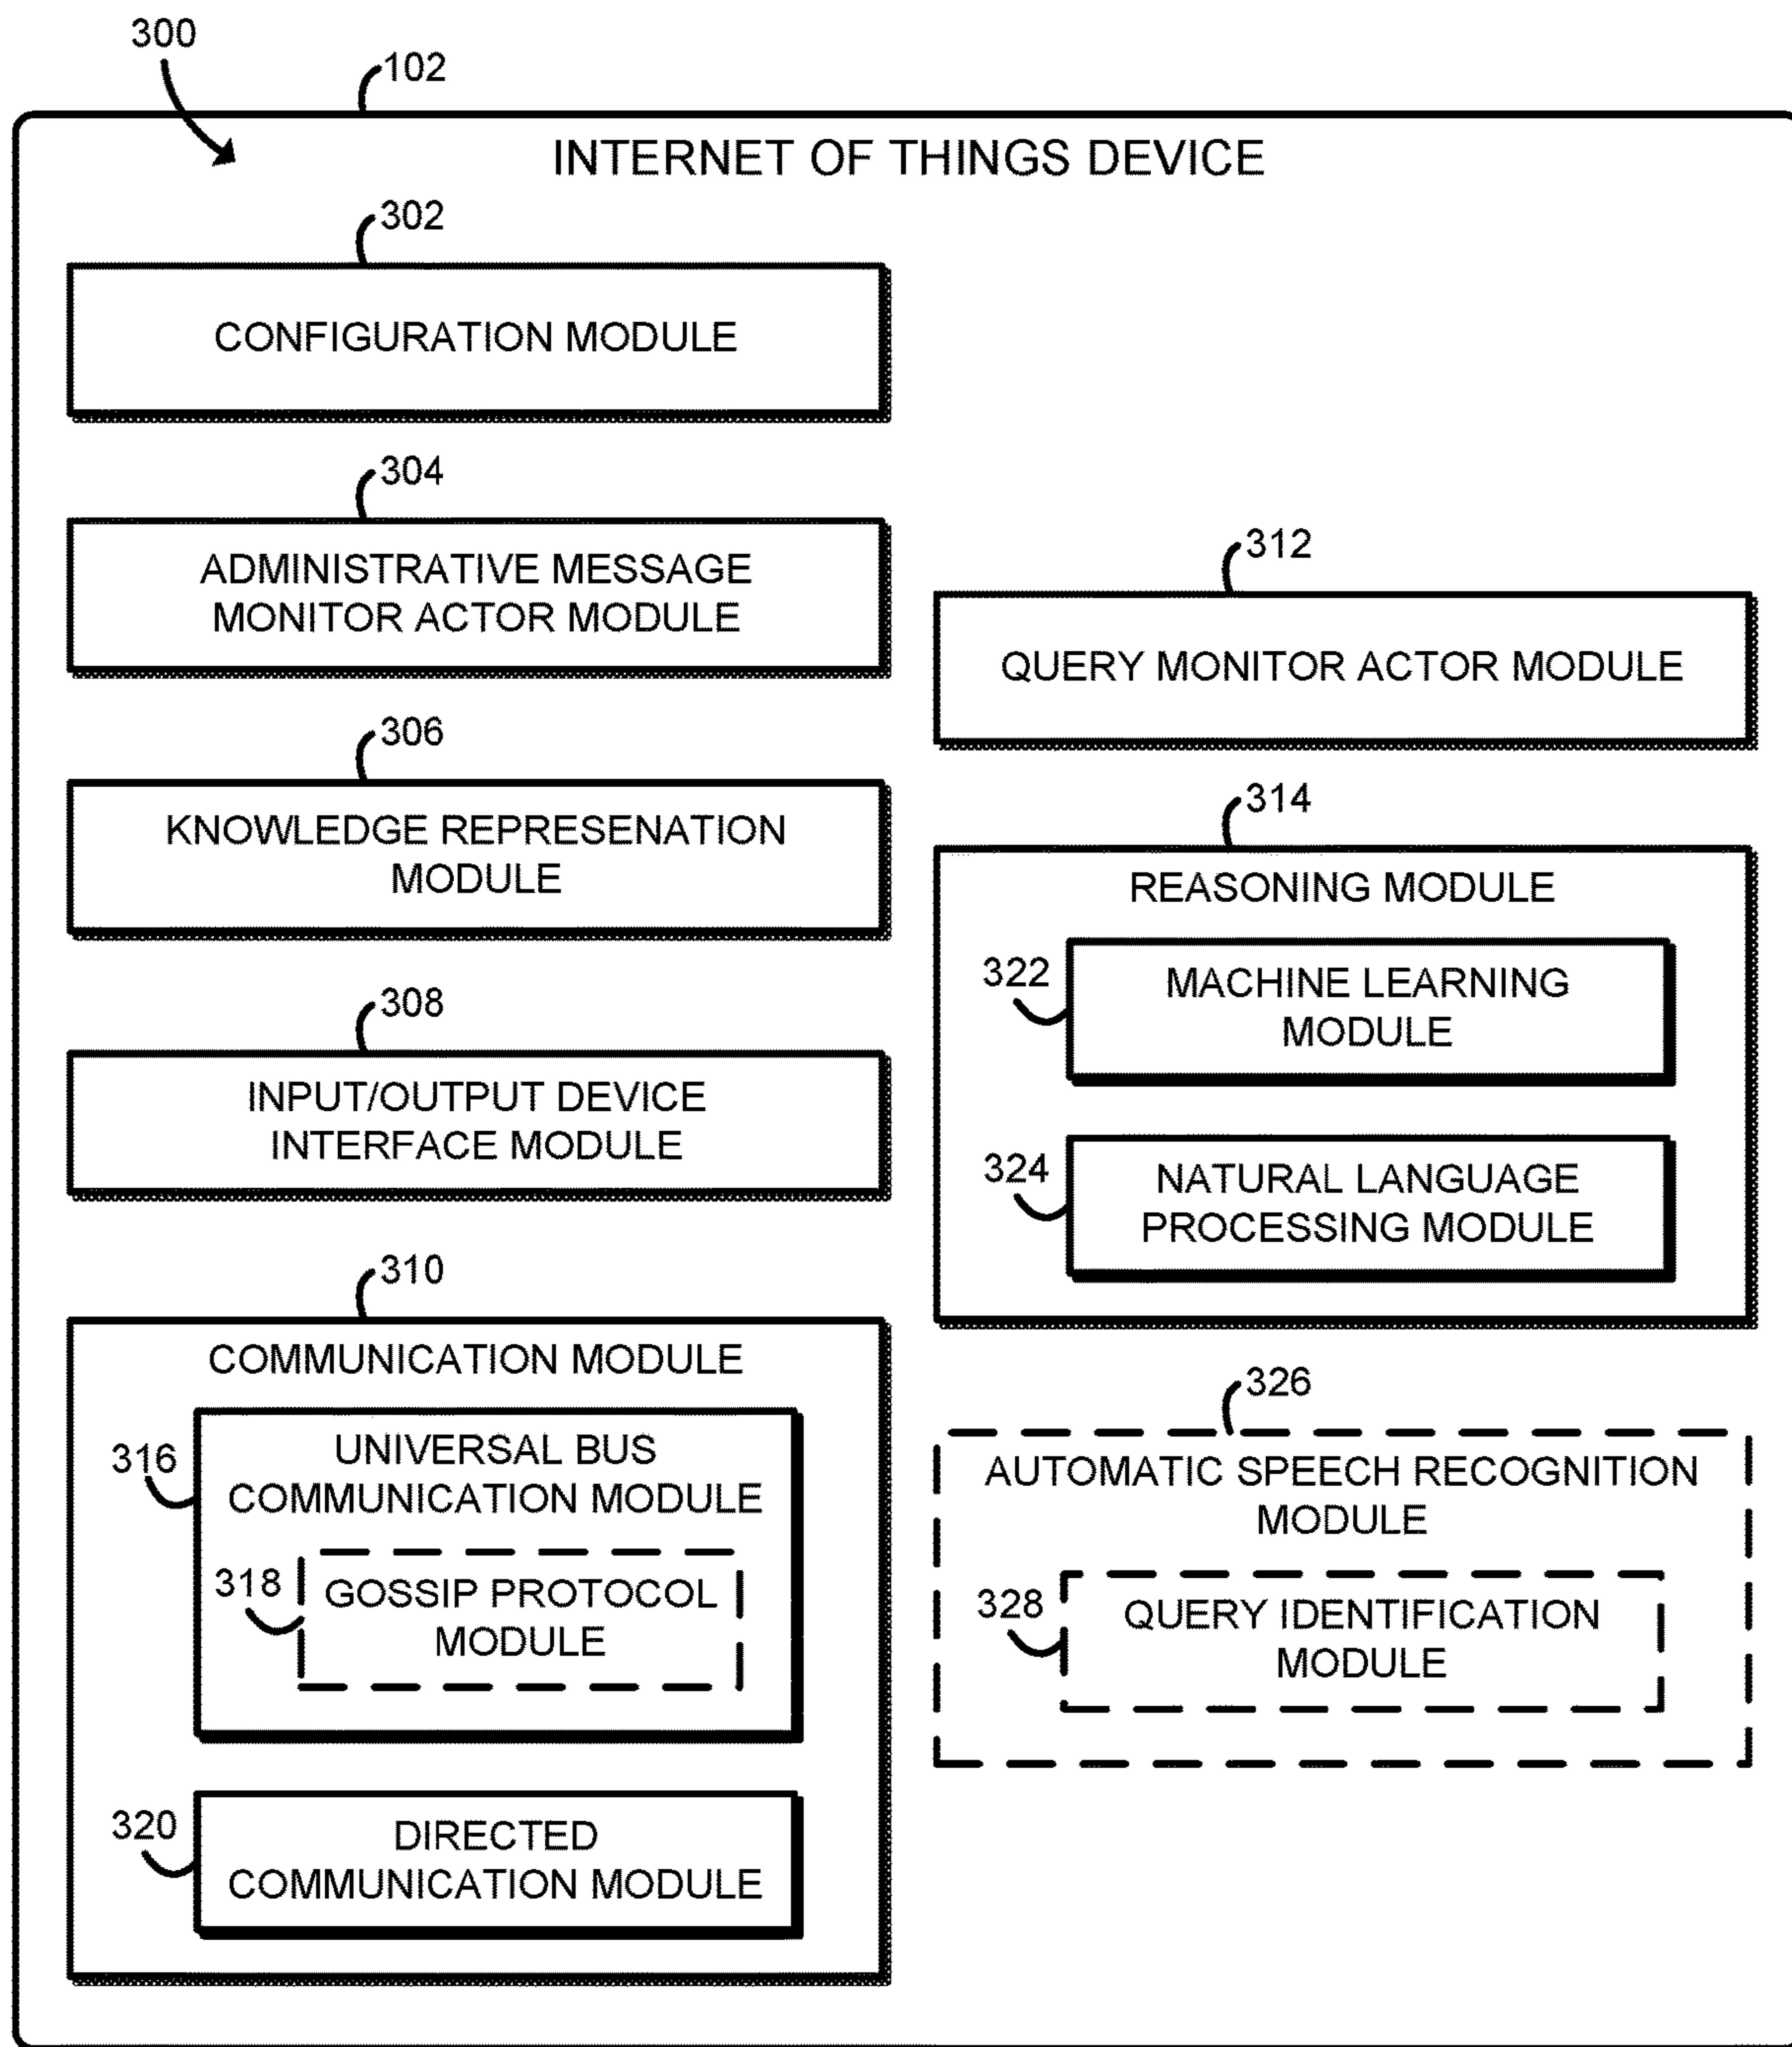 300
102
INTERNET OF THINGS DEVICE
302
CONFIGURATION MODULE
304
ADMINISTRATIVE MESSAGE
MONITOR ACTOR MODULE
306
KNOWLEDGE REPRESENATION
MODULE
308
INPUT/OUTPUT DEVICE
INTERFACE MODULE
310
COMMUNICATION MODULE
316
UNIVERSAL BUS
COMMUNICATION MODULE
318
GOSSIP PROTOCOL
MODULE
320
DIRECTED
COMMUNICATION MODULE
312
QUERY MONITOR ACTOR MODULE
314
REASONING MODULE
322
MACHINE LEARNING
MODULE
324
NATURAL LANGUAGE
PROCESSING MODULE
326
AUTOMATIC SPEECH RECOGNITION
MODULE
328
QUERY IDENTIFICATION
MODULE